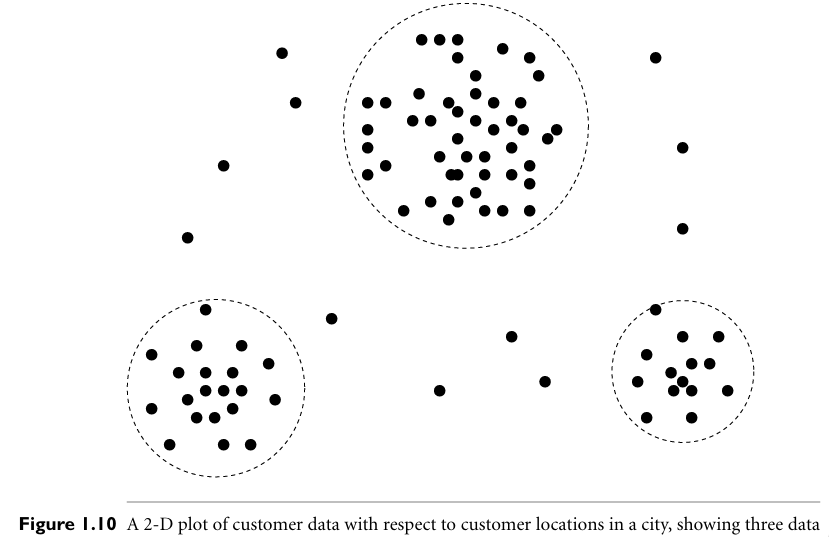 Figure 1.10 A 2-D plot of customer data with respect to customer locations in a city, showing three data